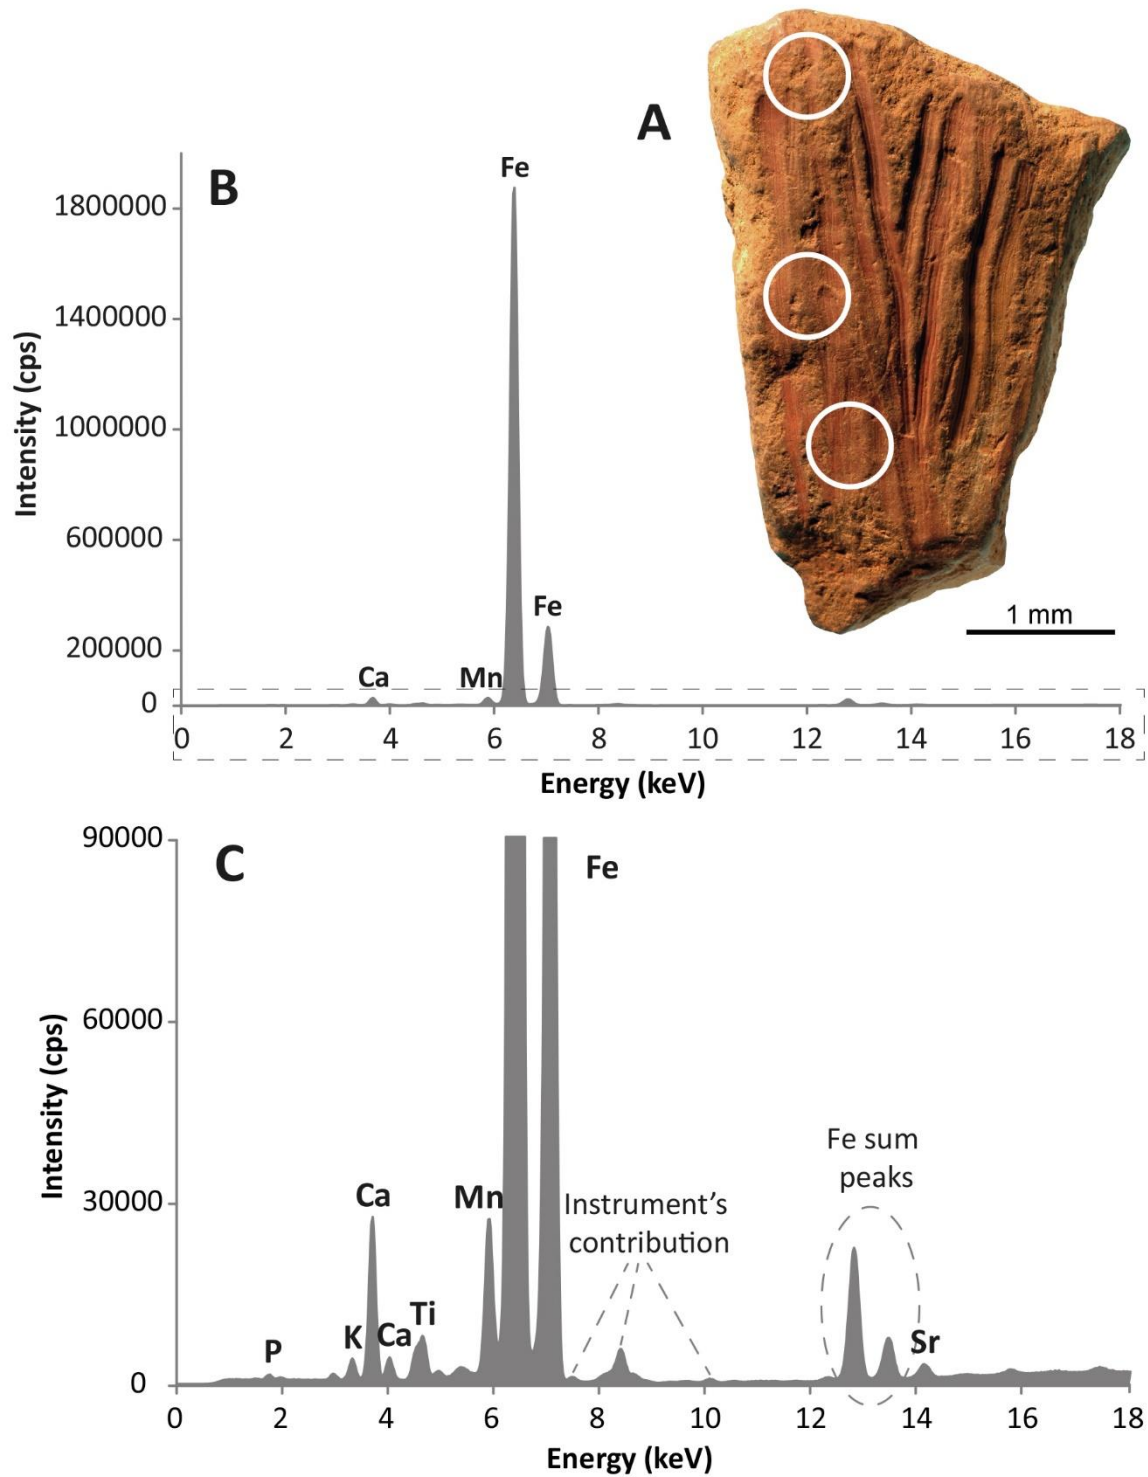 A
1 mm
B
Intensity (cps)
1800000
1400000
1000000
600000
200000
0
Fe
Fe
Ca
Mn
0 2 4 6 8 10 12 14 16 18
Energy (keV)
C
Intensity (cps)
90000
60000
30000
0
Fe
Fe sum
peaks
Instrument's
contribution
Ca
Mn
P
K
Ca
Ti
Sr
0 2 4 6 8 10 12 14 16 18
Energy (keV)